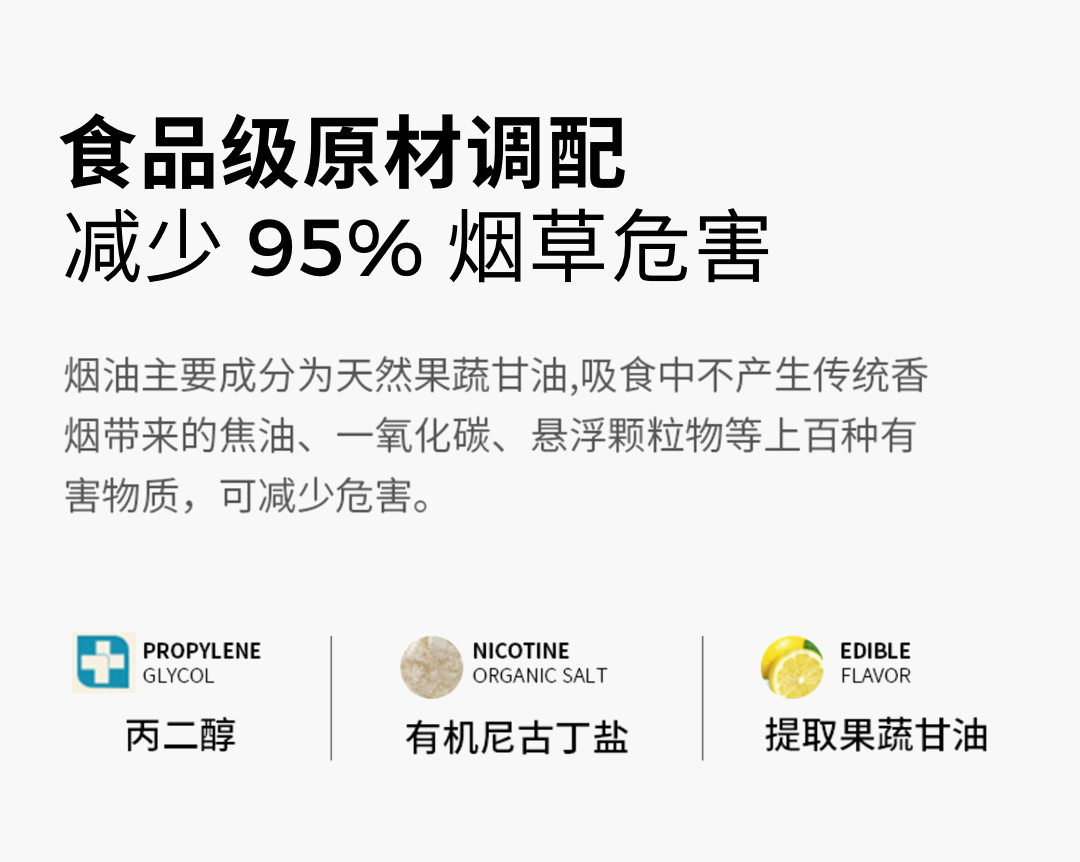 食品级原材调配
减少 95% 烟草危害
烟油主要成分为天然果蔬甘油,吸食中不产生传统香
烟带来的焦油、一氧化碳、悬浮颗粒物等上百种有
害物质，可减少危害。
PROPYLENE
GLYCOL
丙二醇
NICOTINE
ORGANIC SALT
有机尼古丁盐
EDIBLE
FLAVOR
提取果蔬甘油